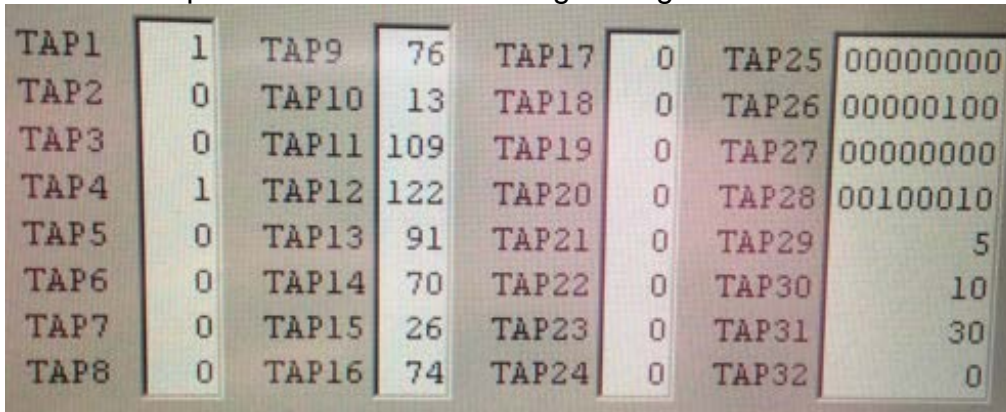 TAP1 1 TAP9 76 TAP17 0 TAP25 00000000
TAP2 0 TAP10 13 TAP18 0 TAP26 00000100
TAP3 0 TAP11 109 TAP19 0 TAP27 00000000
TAP4 1 TAP12 122 TAP20 0 TAP28 00100010
TAP5 0 TAP13 91 TAP21 0 TAP29 5
TAP6 0 TAP14 70 TAP22 0 TAP30 10
TAP7 0 TAP15 26 TAP23 0 TAP31 30
TAP8 0 TAP16 74 TAP24 0 TAP32 0